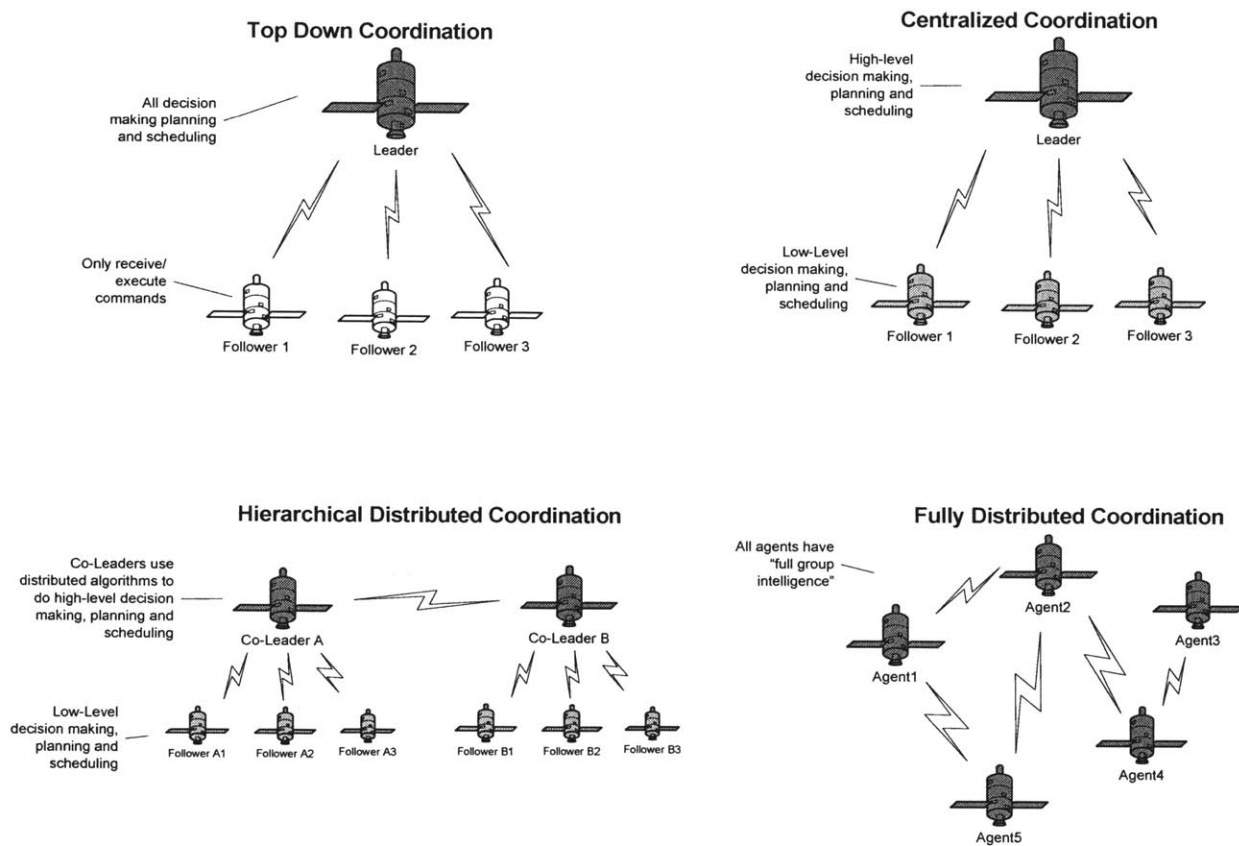 Top Down Coordination
All decision
making planning
and scheduling
Leader
Only receive/
execute
commands
Follower 1
Follower 2
Follower 3
Centralized Coordination
High-level
decision making,
planning and
scheduling
Leader
Low-Level
decision making,
planning and
scheduling
Follower 1
Follower 2
Follower 3
Hierarchical Distributed Coordination
Co-Leaders use
distributed algorithms to
do high-level decision
making, planning and
scheduling
Co-Leader A
Co-Leader B
Low-Level
decision making,
planning and
scheduling
Follower A1
Follower A2
Follower A3
Follower B1
Follower B2
Follower B3
Fully Distributed Coordination
All agents have
"full group
intelligence"
Agent2
Agent3
Agent1
Agent4
Agent5